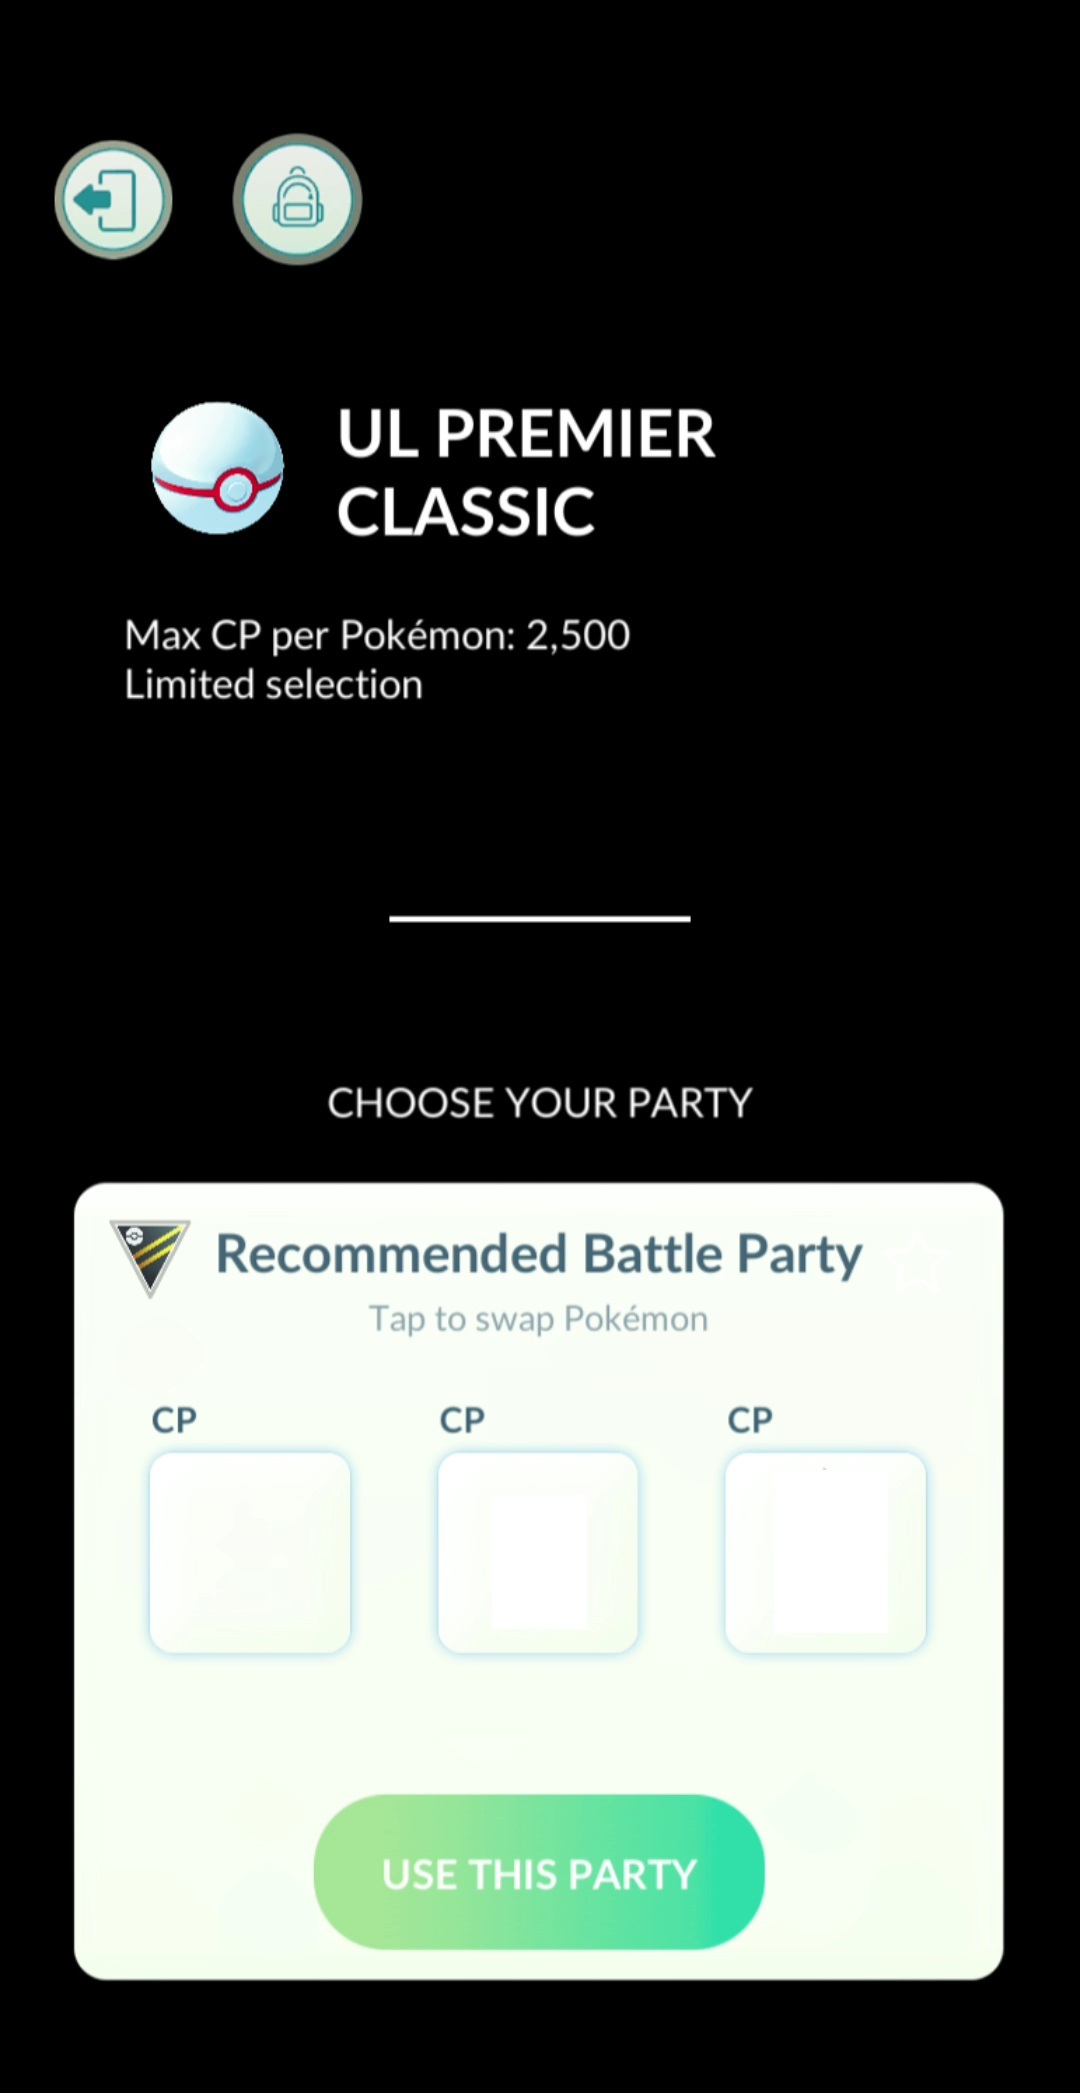 UL PREMIER
CLASSIC
Max CP per Pokémon: 2,500
Limited selection
CHOOSE YOUR PARTY
Recommended Battle Party
Tap to swap Pokémon
CP CP CP
USE THIS PARTY